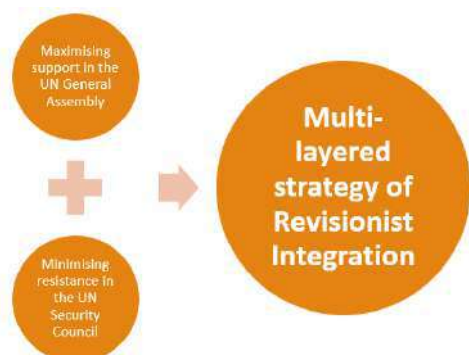 Maximising
support in the
UN General
Assembly
Minimising
resistance in
the UN
Security
Council
Multi-
layered
strategy of
Revisionist
Integration